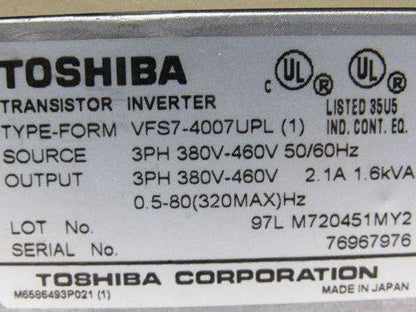 TOSHIBA
C UL ® UL ®
TRANSISTOR INVERTER LISTED 35U5
TYPE-FORM VFS7-4007UPL (1) IND. CONT. EQ.
SOURCE 3PH 380V-460V 50/60Hz
OUTPUT 3PH 380V-460V 2.1A 1.6kVA
0.5-80(320MAX)Hz
LOT No. 97L M720451MY2
SERIAL No. 76967976
TOSHIBA CORPORATION
M6586493P021 (1) MADE IN JAPAN